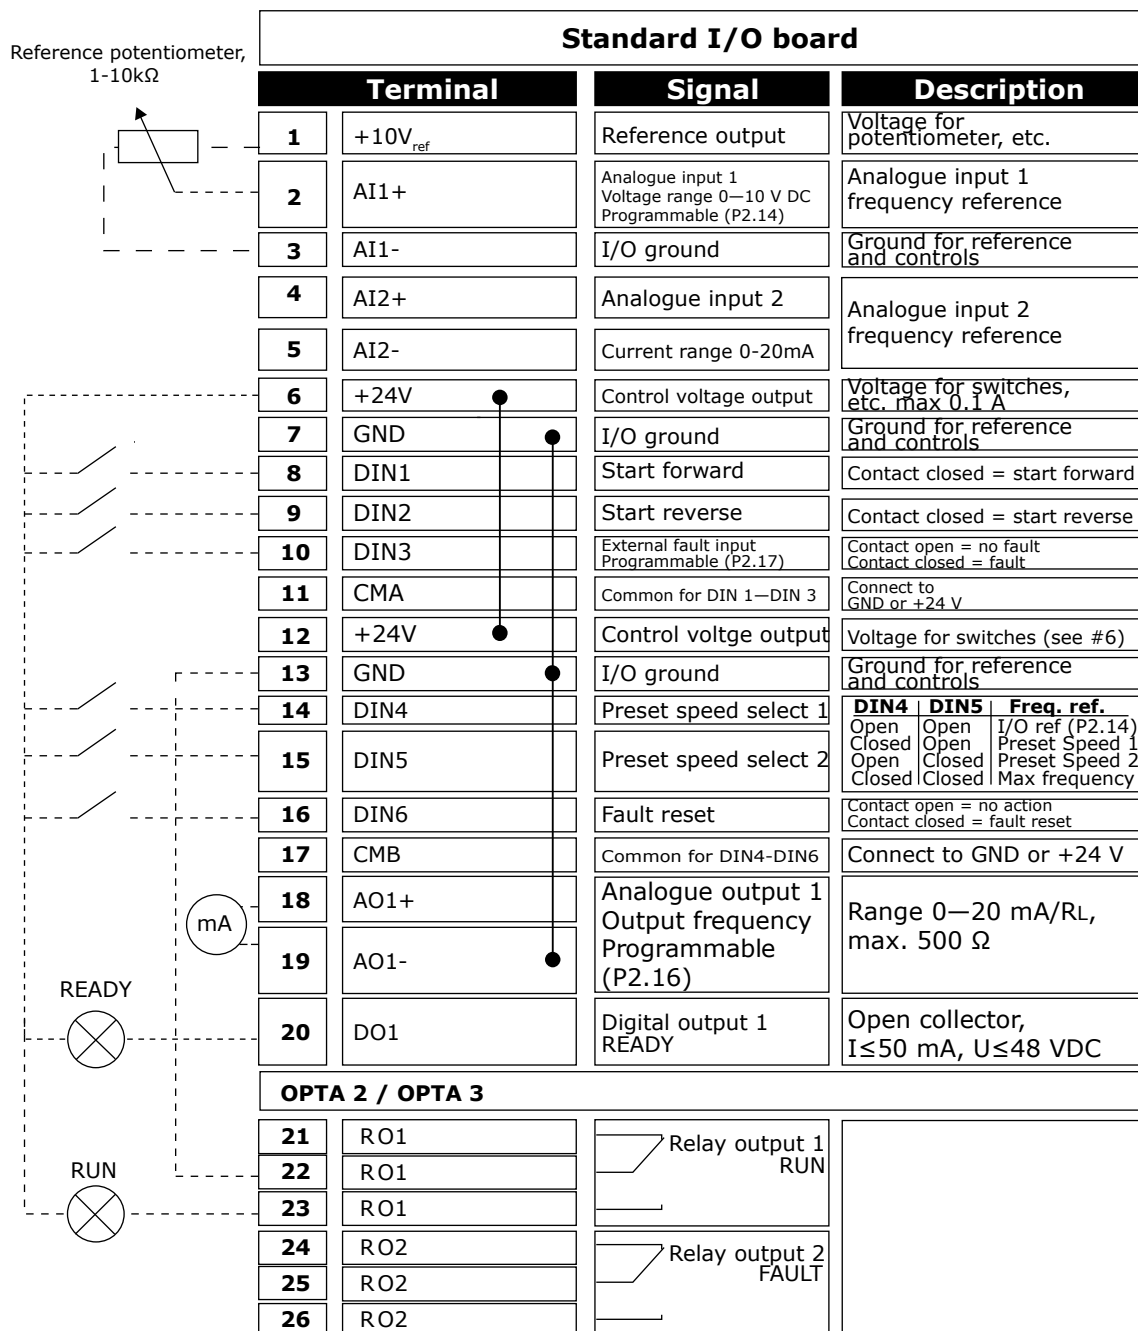 Standard I/O board
Reference potentiometer,
1-10kΩ
Terminal Signal Description
1 +10Vref Reference output Voltage for
potentiometer, etc.
2 AI1+ Analogue input 1
Voltage range 0—10 V DC
Programmable (P2.14)
Analogue input 1
frequency reference
3 AI1- I/O ground Ground for reference
and controls
4 AI2+ Analogue input 2
Analogue input 2
frequency reference
5 AI2- Current range 0-20mA
6 +24V Control voltage output Voltage for switches,
etc. max 0.1 A
7 GND I/O ground Ground for reference
and controls
8 DIN1 Start forward Contact closed = start forward
9 DIN2 Start reverse Contact closed = start reverse
10 DIN3 External fault input
Programmable (P2.17)
Contact open = no fault
Contact closed = fault
11 CMA Common for DIN 1—DIN 3 Connect to
GND or +24 V
12 +24V Control voltge output Voltage for switches (see #6)
13 GND I/O ground Ground for reference
and controls
14 DIN4 Preset speed select 1
DIN4 DIN5 Freq. ref.
Open Open I/O ref (P2.14)
Closed Open Preset Speed 1
Open Closed Preset Speed 2
Closed Closed Max frequency
15 DIN5 Preset speed select 2
16 DIN6 Fault reset Contact open = no action
Contact closed = fault reset
17 CMB Common for DIN4-DIN6 Connect to GND or +24 V
18 AO1+ Analogue output 1
Output frequency
Programmable
(P2.16)
Range 0—20 mA/RL,
max. 500 Ω
mA
19 AO1-
READY
20 DO1 Digital output 1
READY
Open collector,
I≤50 mA, U≤48 VDC
OPTA 2 / OPTA 3
21 RO1 Relay output 1
RUN
RUN
22 RO1
23 RO1
24 RO2 Relay output 2
FAULT
25 RO2
26 RO2